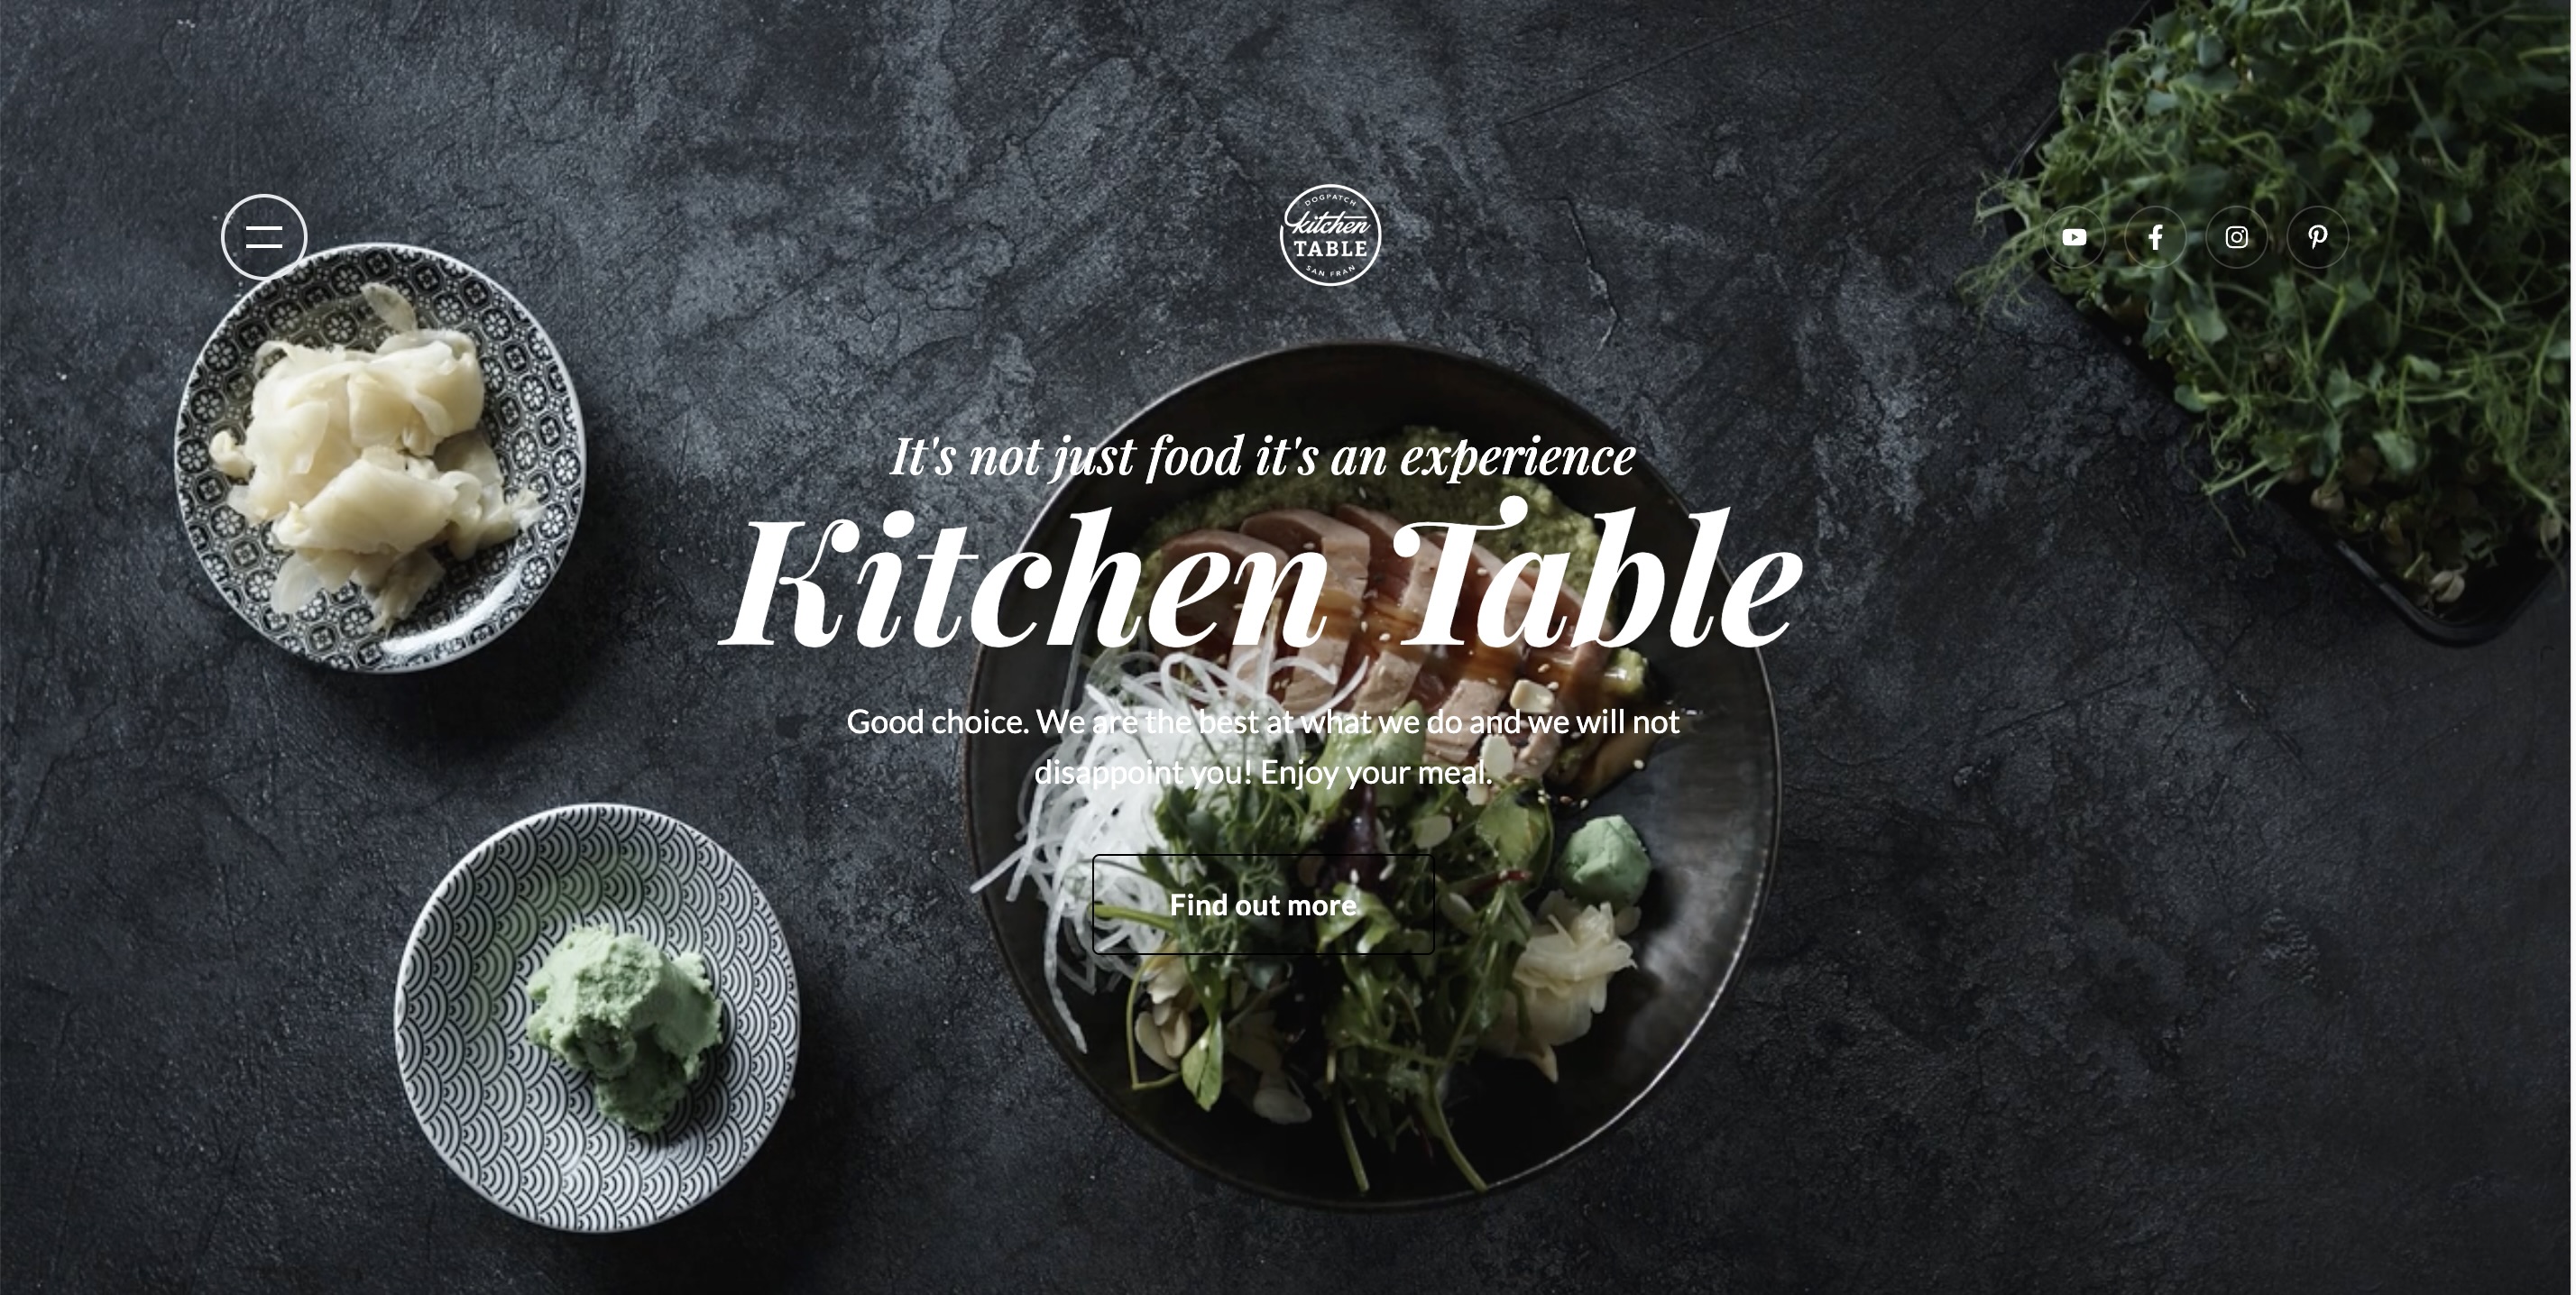 DOGPATCH
kitchen
TABLE
SAN FRAN
It's not just food it's an experience
Kitchen Table
Good choice. We are the best at what we do and we will not
disappoint you! Enjoy your meal.
Find out more